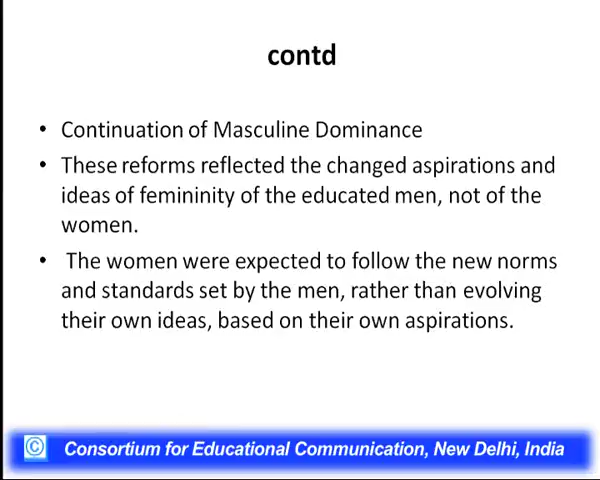 contd
• Continuation of Masculine Dominance
• These reforms reflected the changed aspirations and
ideas of femininity of the educated men, not of the
women.
• The women were expected to follow the new norms
and standards set by the men, rather than evolving
their own ideas, based on their own aspirations.
© Consortium for Educational Communication, New Delhi, India